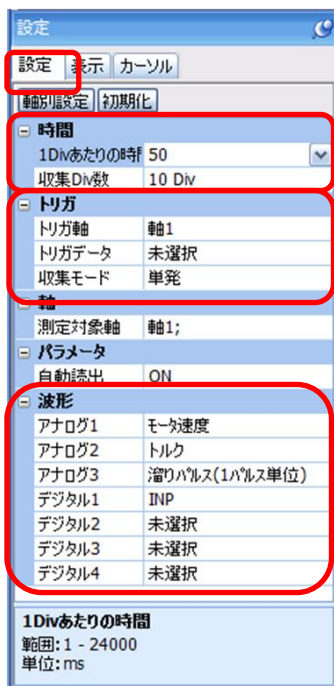 設定
設定 表示 カーソル
軸別設定 初期化
時間
1Divあたりの時 50
収集Div数 10 Div
トリガ
トリガ軸 軸1
トリガデータ 未選択
収集モード 単発
軸
測定対象軸 軸1;
パラメータ
自動読出 ON
波形
アナログ1 モータ速度
アナログ2 トルク
アナログ3 溜りパルス(1パルス単位)
デジタル1 INP
デジタル2 未選択
デジタル3 未選択
デジタル4 未選択
1Divあたりの時間
範囲:1 - 24000
単位:ms